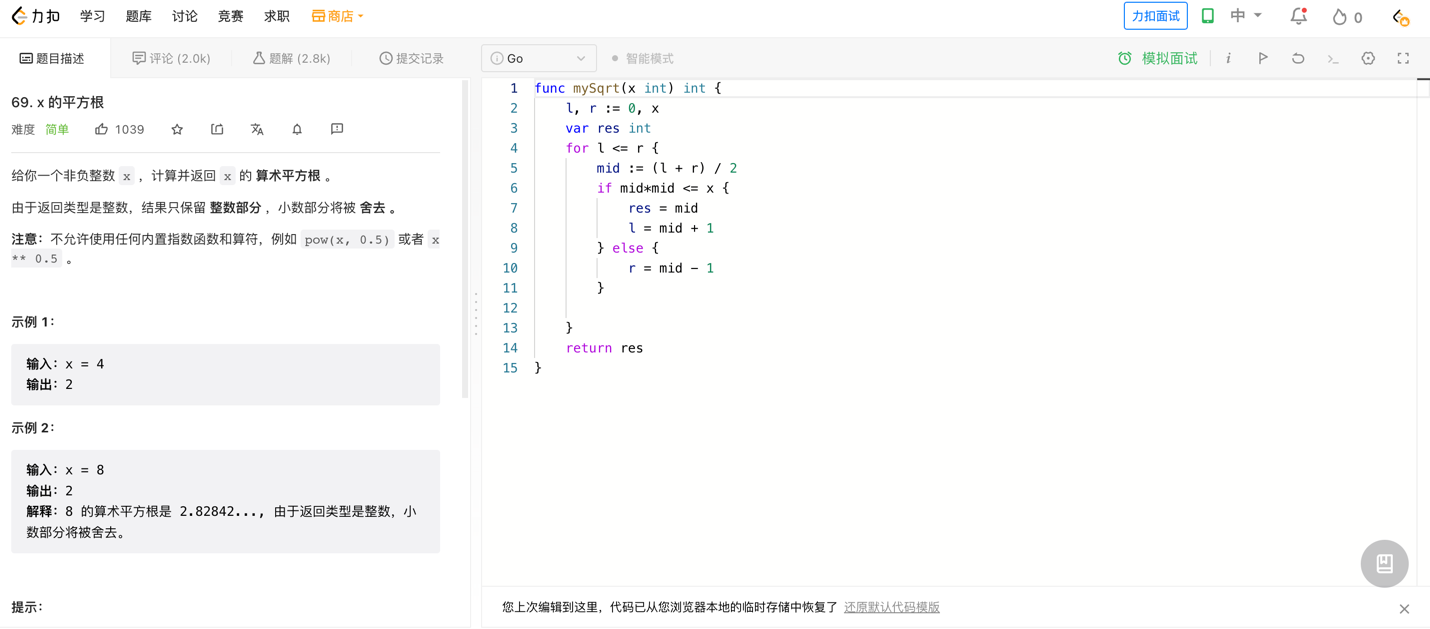 力扣 学习 题库 讨论 竞赛 求职 商店 力扣面试 中 0
题目描述 评论 (2.0k) 题解 (2.8k) 提交记录
Go 智能模式 模拟面试
69. x 的平方根
难度 简单 1039
给你一个非负整数 x ，计算并返回 x 的 算术平方根 。
由于返回类型是整数，结果只保留 整数部分 ，小数部分将被 舍去 。
注意：不允许使用任何内置指数函数和算符，例如 pow(x, 0.5) 或者 x
** 0.5 。
示例 1：
输入：x = 4
输出：2
示例 2：
输入：x = 8
输出：2
解释：8 的算术平方根是 2.82842..., 由于返回类型是整数，小
数部分将被舍去。
提示：
1 func mySqrt(x int) int {
2     l, r := 0, x
3     var res int
4     for l <= r {
5         mid := (l + r) / 2
6         if mid*mid <= x {
7             res = mid
8             l = mid + 1
9         } else {
10             r = mid - 1
11         }
12
13     }
14     return res
15 }
您上次编辑到这里，代码已从您浏览器本地的临时存储中恢复了 还原默认代码模版